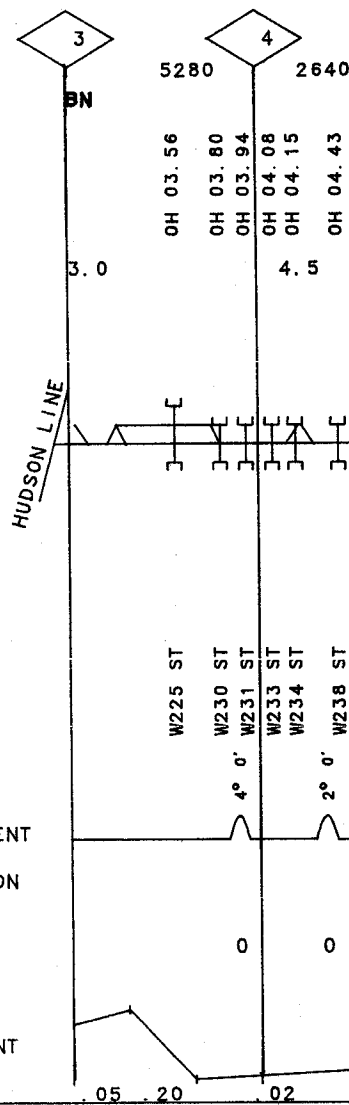 3 4
5280 2640
BN
OH 03.56
OH 03.80
OH 03.94
OH 04.08
OH 04.15
OH 04.43
3.0 4.5
HUDSON LINE
W225 ST
W230 ST
W231 ST
W233 ST
W234 ST
W238 ST
4° 0'
2° 0'
ENT
ON
0 0
NT
.05 .20 .02